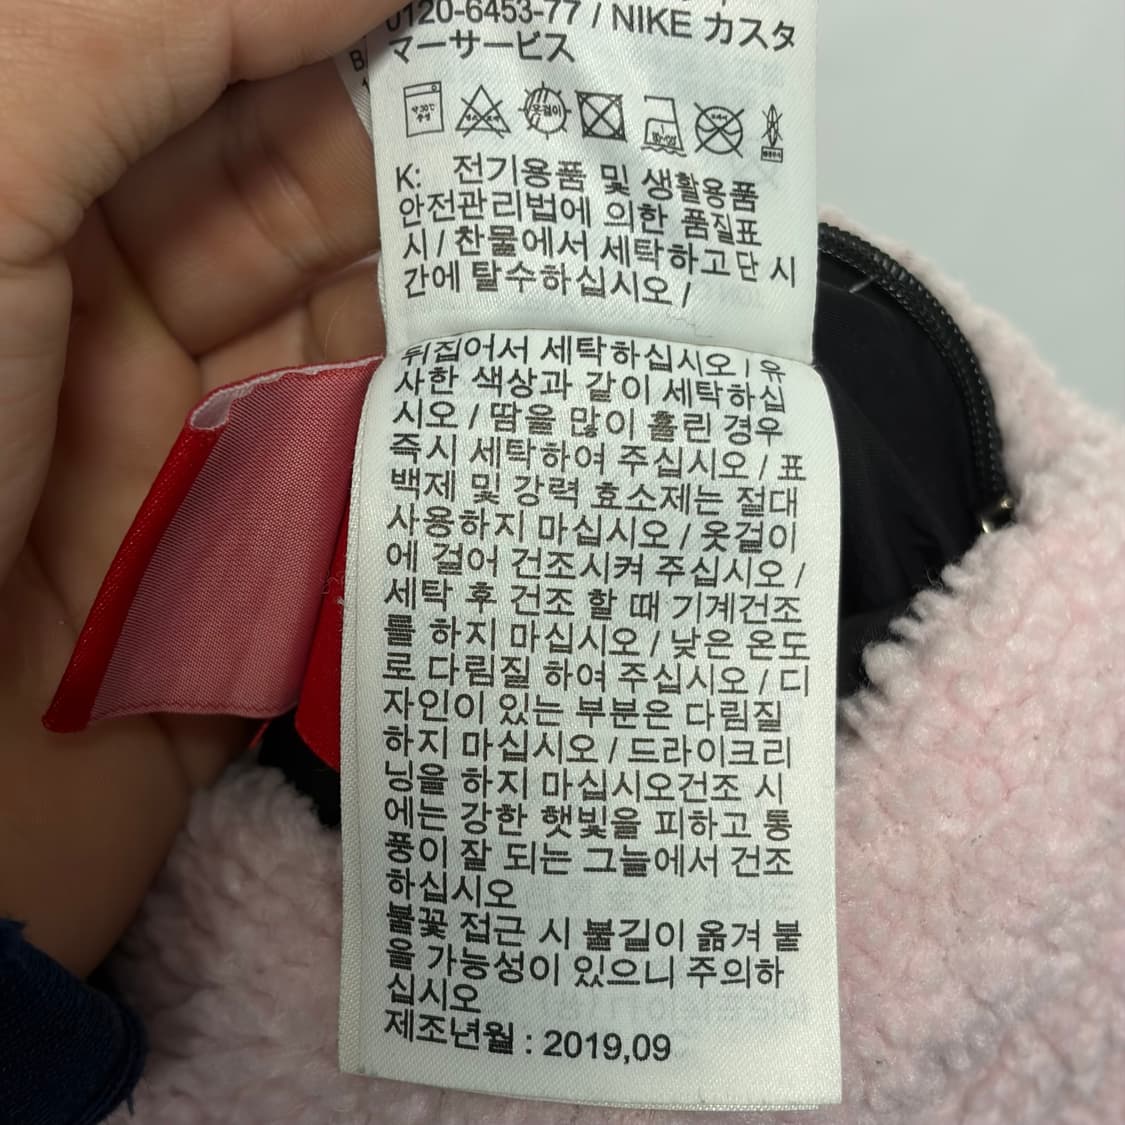 0120-6453-77 / NIKE カスタ
マーサービス
약 30℃
중성
옷걸이
K: 전기용품 및 생활용품
안전관리법에 의한 품질표
시 / 찬물에서 세탁하고단 시
간에 탈수하십시오 /
뒤집어서 세탁하십시오 / 유
사한 색상과 같이 세탁하십
시오 / 땀을 많이 흘린 경우
즉시 세탁하여 주십시오 / 표
백제 및 강력 효소제는 절대
사용하지 마십시오 / 옷걸이
에 걸어 건조시켜 주십시오 /
세탁 후 건조 할 때 기계건조
를 하지 마십시오 / 낮은 온도
로 다림질 하여 주십시오 / 디
자인이 있는 부분은 다림질
하지 마십시오 / 드라이크리
닝을 하지 마십시오건조 시
에는 강한 햇빛을 피하고 통
풍이 잘 되는 그늘에서 건조
하십시오
불꽃 접근 시 불길이 옮겨 붙
을 가능성이 있으니 주의하
십시오
제조년월 : 2019,09